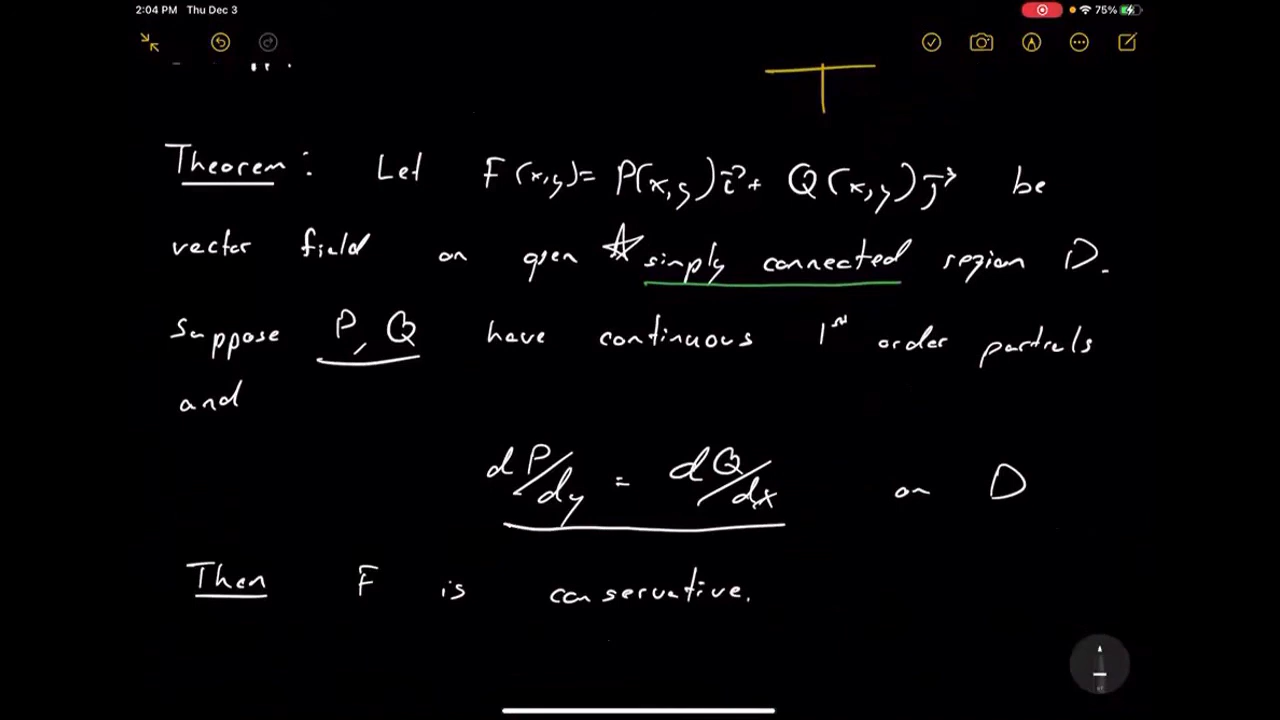 2:04 PM Thu Dec 3
75%
Theorem: Let F(x,y)= P(x,y)i⃗ + Q(x,y)j⃗ be
vector field on open ☆ simply connected region D.
Suppose P, Q have continuous 1st order partials
and
dP/dy = dQ/dx on D
Then F is conservative.